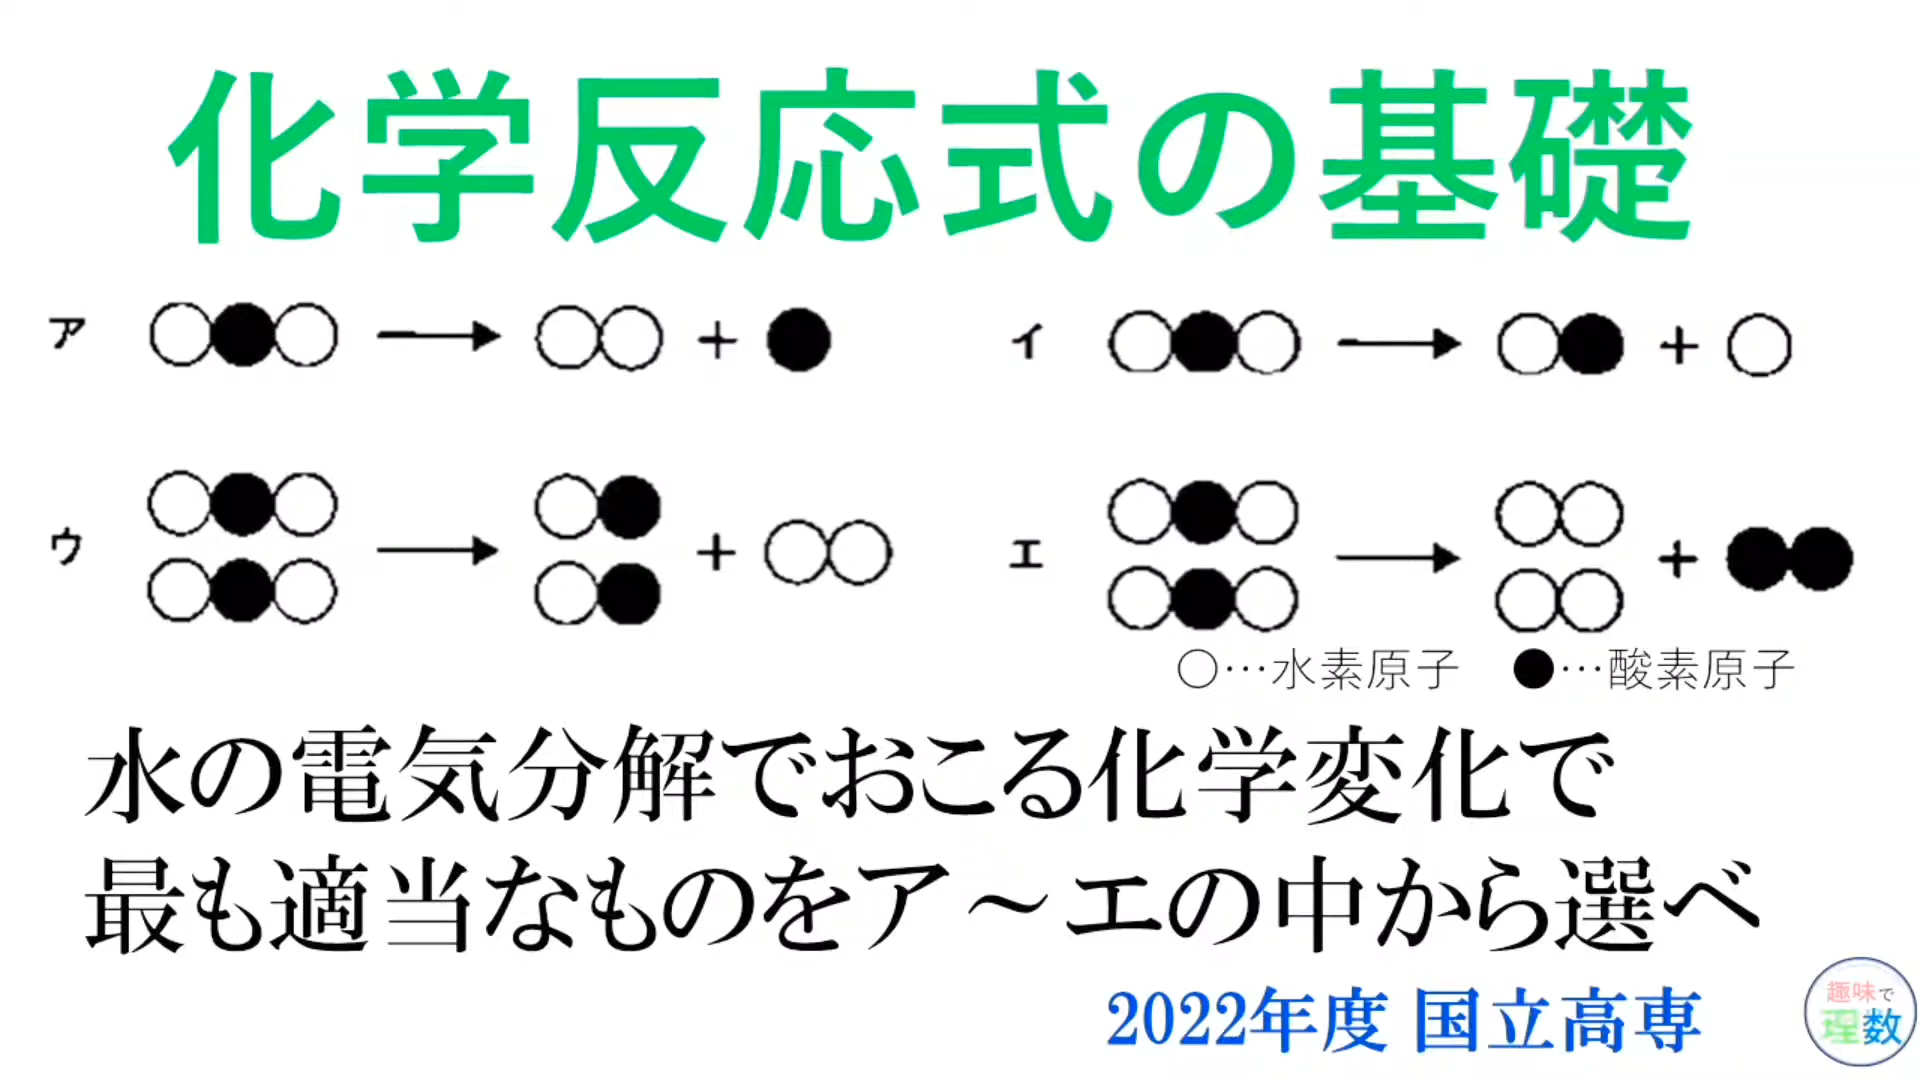 化学反応式の基礎
ア + イ +
ウ + エ +
○…水素原子 ●…酸素原子
水の電気分解でおこる化学変化で
最も適当なものをア～エの中から選べ
2022年度 国立高専
趣味で
理数